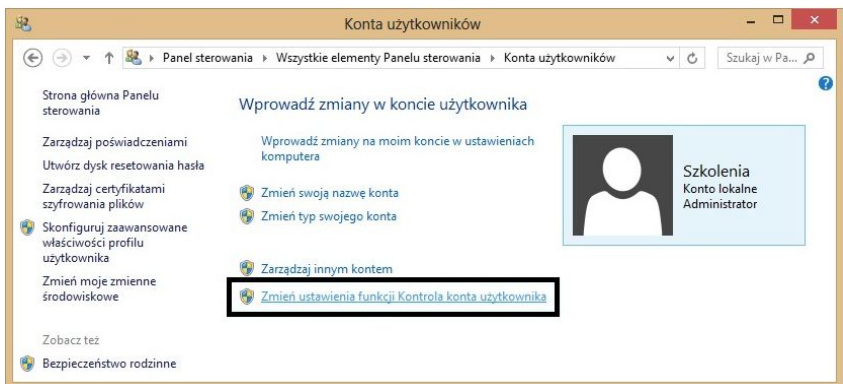 Konta użytkowników
Panel sterowania
Wszystkie elementy Panelu sterowania
Konta użytkowników
Szukaj w Pa...
Strona główna Panelu
sterowania
Zarządzaj poświadczeniami
Utwórz dysk resetowania hasła
Zarządzaj certyfikatami
szyfrowania plików
Skonfiguruj zaawansowane
właściwości profilu
użytkownika
Zmień moje zmienne
środowiskowe
Zobacz też
Bezpieczeństwo rodzinne
Wprowadź zmiany w koncie użytkownika
Wprowadź zmiany na moim koncie w ustawieniach
komputera
Zmień swoją nazwę konta
Zmień typ swojego konta
Zarządzaj innym kontem
Zmień ustawienia funkcji Kontrola konta użytkownika
Szkolenia
Konto lokalne
Administrator